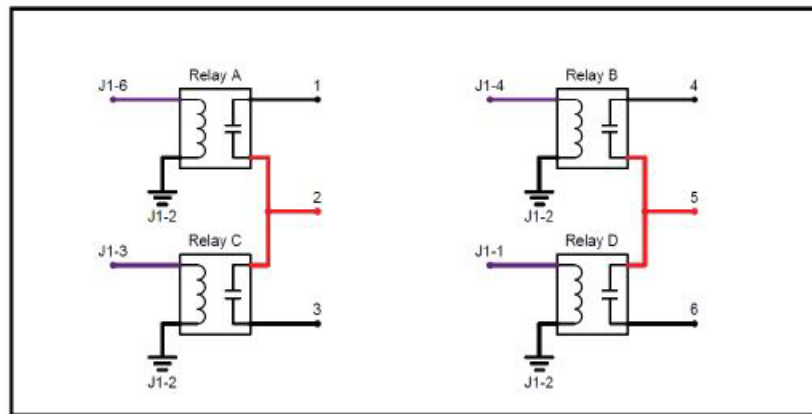 Relay A
J1-6
1
J1-2
2
Relay C
J1-3
3
J1-2
Relay B
J1-4
4
J1-2
5
Relay D
J1-1
6
J1-2